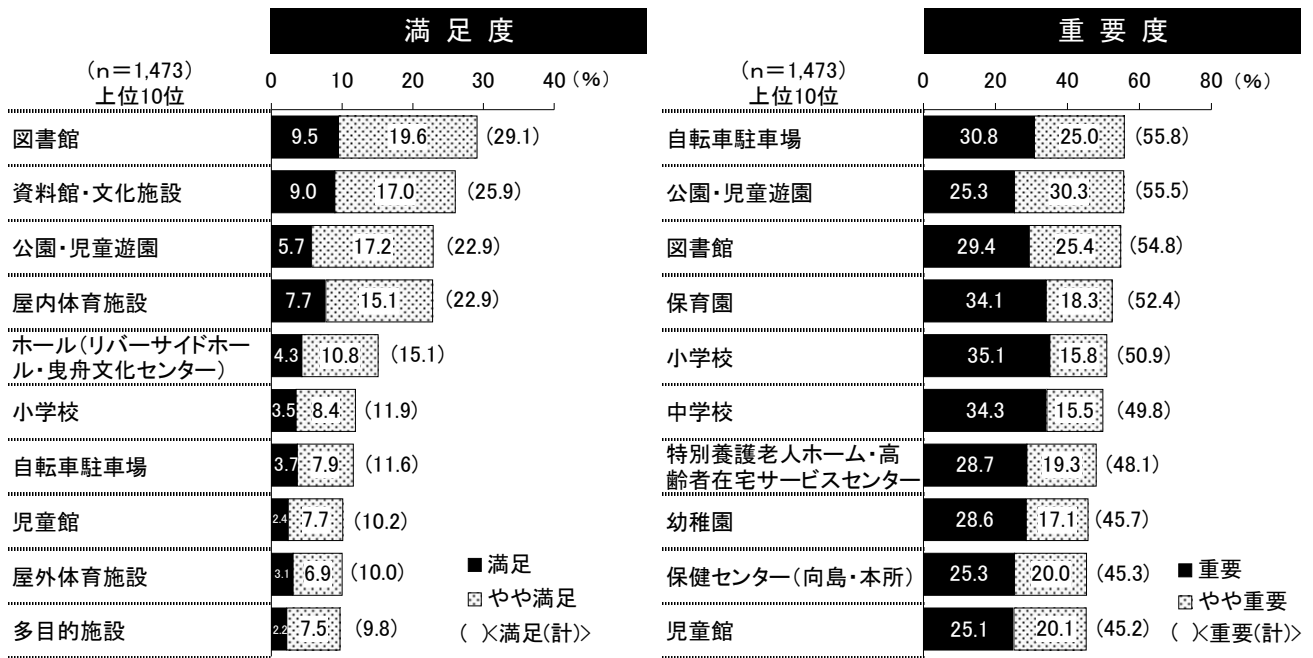 満足度
（n＝1,473）
上位10位
0 10 20 30 40（%）
図書館 9.5 19.6 （29.1）
資料館・文化施設 9.0 17.0 （25.9）
公園・児童遊園 5.7 17.2 （22.9）
屋内体育施設 7.7 15.1 （22.9）
ホール（リバーサイドホー
ル・曳舟文化センター） 4.3 10.8 （15.1）
小学校 3.5 8.4 （11.9）
自転車駐車場 3.7 7.9 （11.6）
児童館 2.4 7.7 （10.2）
屋外体育施設 3.1 6.9 （10.0）
多目的施設 2.2 7.5 （9.8）
■満足
やや満足
（ ）<満足（計）>
重要度
（n＝1,473）
上位10位
0 20 40 60 80 （%）
自転車駐車場 30.8 25.0 （55.8）
公園・児童遊園 25.3 30.3 （55.5）
図書館 29.4 25.4 （54.8）
保育園 34.1 18.3 （52.4）
小学校 35.1 15.8 （50.9）
中学校 34.3 15.5 （49.8）
特別養護老人ホーム・高
齢者在宅サービスセンター 28.7 19.3 （48.1）
幼稚園 28.6 17.1 （45.7）
保健センター（向島・本所） 25.3 20.0 （45.3）
児童館 25.1 20.1 （45.2）
■重要
やや重要
（ ）<重要（計）>